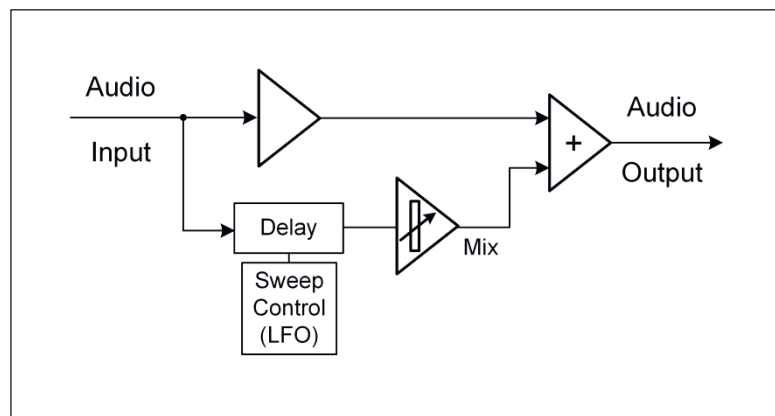 Audio
Input
Delay
Sweep
Control
(LFO)
Mix
+
Audio
Output